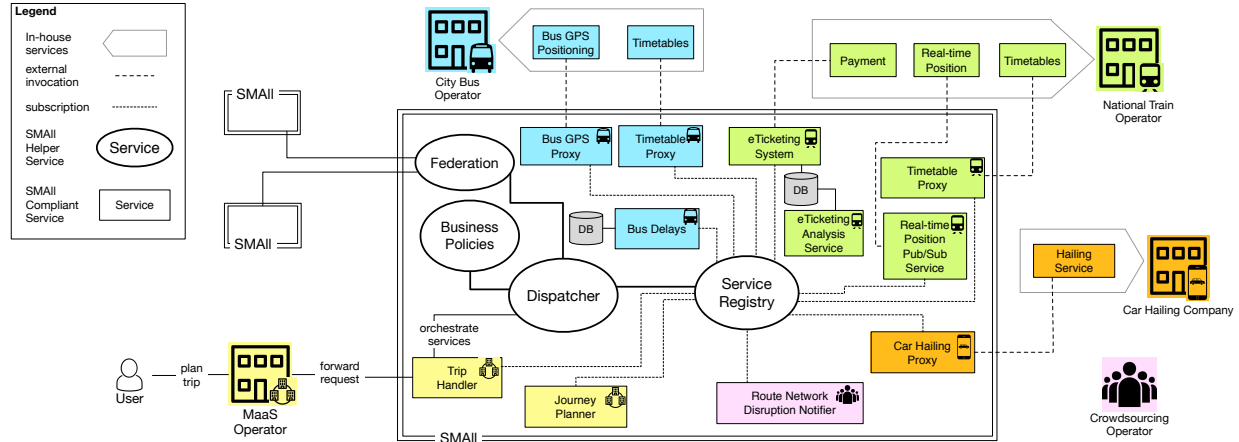 Legend
In-house
services
external
invocation
subscription
SMAll
Helper
Service
Service
SMAll
Compliant
Service
Service
SMAll
SMAll
City Bus
Operator
Bus GPS
Positioning
Timetables
Payment
Real-time
Position
Timetables
National Train
Operator
Federation
Bus GPS
Proxy
Timetable
Proxy
eTicketing
System
Timetable
Proxy
DB
Business
Policies
DB
Bus Delays
eTicketing
Analysis
Service
Real-time
Position
Pub/Sub
Service
Hailing
Service
Car Hailing Company
Dispatcher
Service
Registry
orchestrate
services
Car Hailing
Proxy
User
plan
trip
MaaS
Operator
forward
request
Trip
Handler
Journey
Planner
Route Network
Disruption Notifier
Crowdsourcing
Operator
SMAll